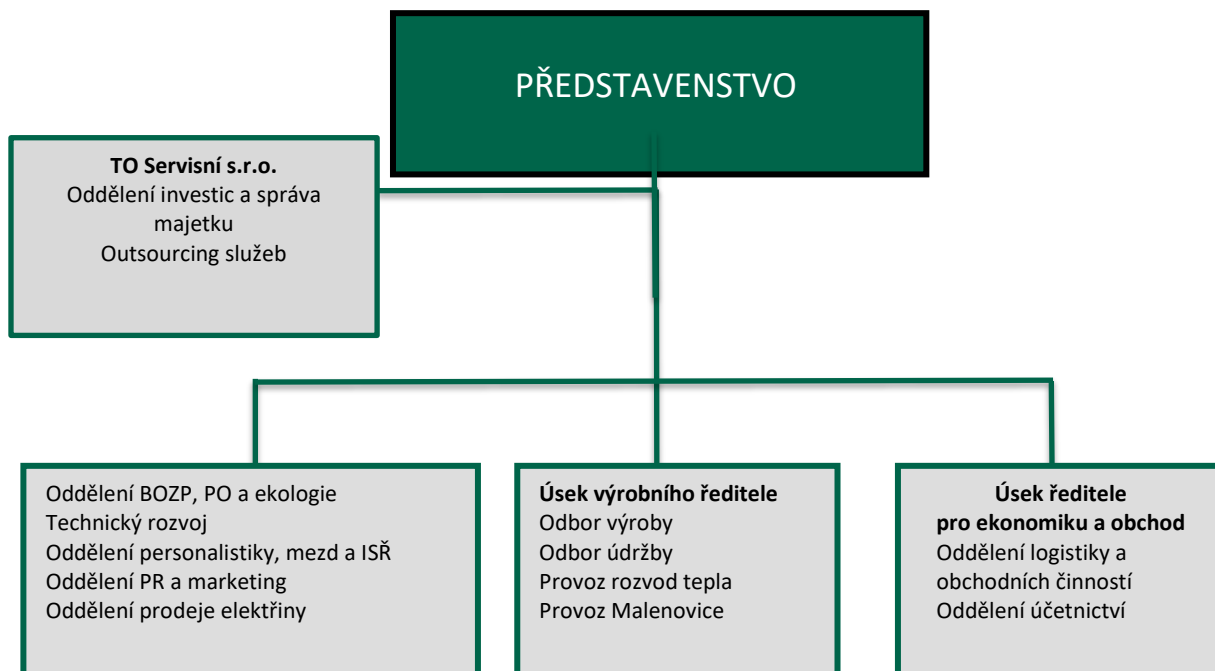 PŘEDSTAVENSTVO
TO Servisní s.r.o.
Oddělení investic a správa
majetku
Outsourcing služeb
Oddělení BOZP, PO a ekologie
Technický rozvoj
Oddělení personalistiky, mezd a ISŘ
Oddělení PR a marketing
Oddělení prodeje elektřiny
Úsek výrobního ředitele
Odbor výroby
Odbor údržby
Provoz rozvod tepla
Provoz Malenovice
Úsek ředitele
pro ekonomiku a obchod
Oddělení logistiky a
obchodních činností
Oddělení účetnictví